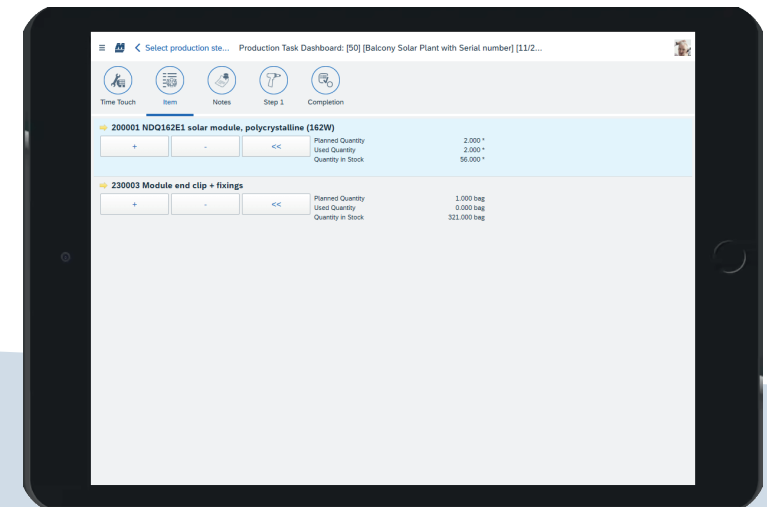 Select production ste... Production Task Dashboard: [50] [Balcony Solar Plant with Serial number] [11/2...
Time Touch Item Notes Step 1 Completion
200001 NDQ162E1 solar module, polycrystalline (162W)
+ - <<
Planned Quantity 2.000 *
Used Quantity 2.000 *
Quantity in Stock 56.000 *
230003 Module end clip + fixings
+ - <<
Planned Quantity 1.000 bag
Used Quantity 0.000 bag
Quantity in Stock 321.000 bag